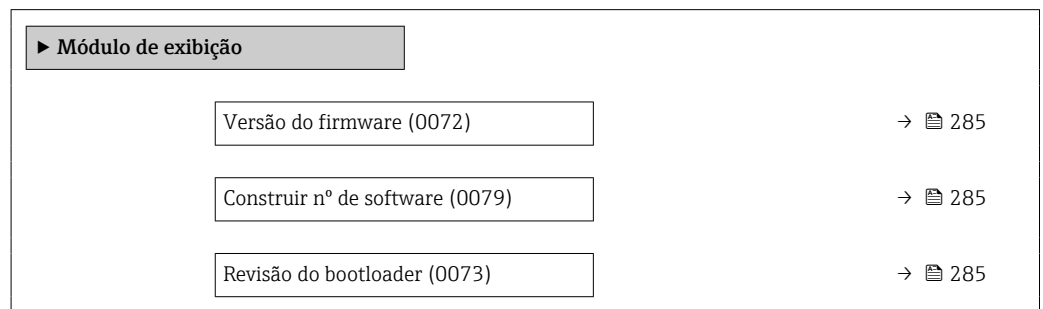 ▶ Módulo de exibição
Versão do firmware (0072) → 285
Construir nº de software (0079) → 285
Revisão do bootloader (0073) → 285